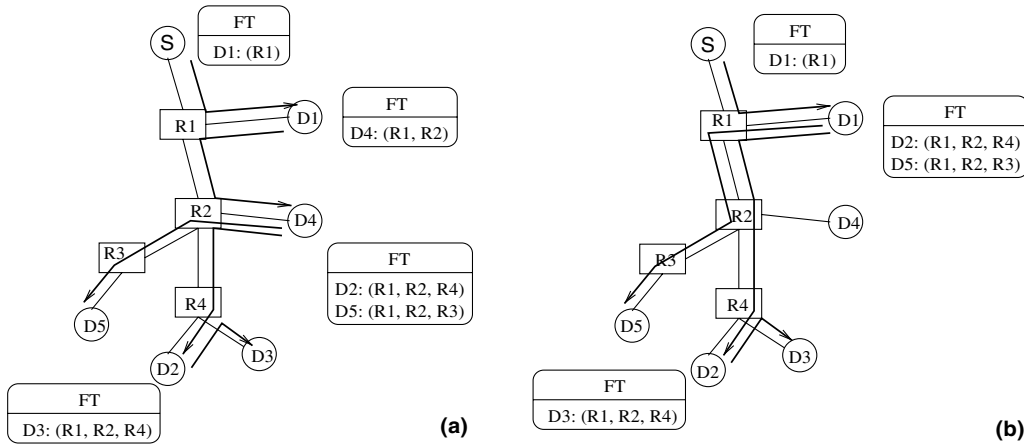 FT
S
D1: (R1)
FT
R1
D1
D4: (R1, R2)
R2
D4
R3
FT
D2: (R1, R2, R4)
D5: (R1, R2, R3)
R4
D5
D3
D2
FT
D3: (R1, R2, R4)
(a)
FT
S
D1: (R1)
R1
D1
FT
D2: (R1, R2, R4)
D5: (R1, R2, R3)
R2
D4
R3
R4
D5
D3
D2
FT
D3: (R1, R2, R4)
(b)